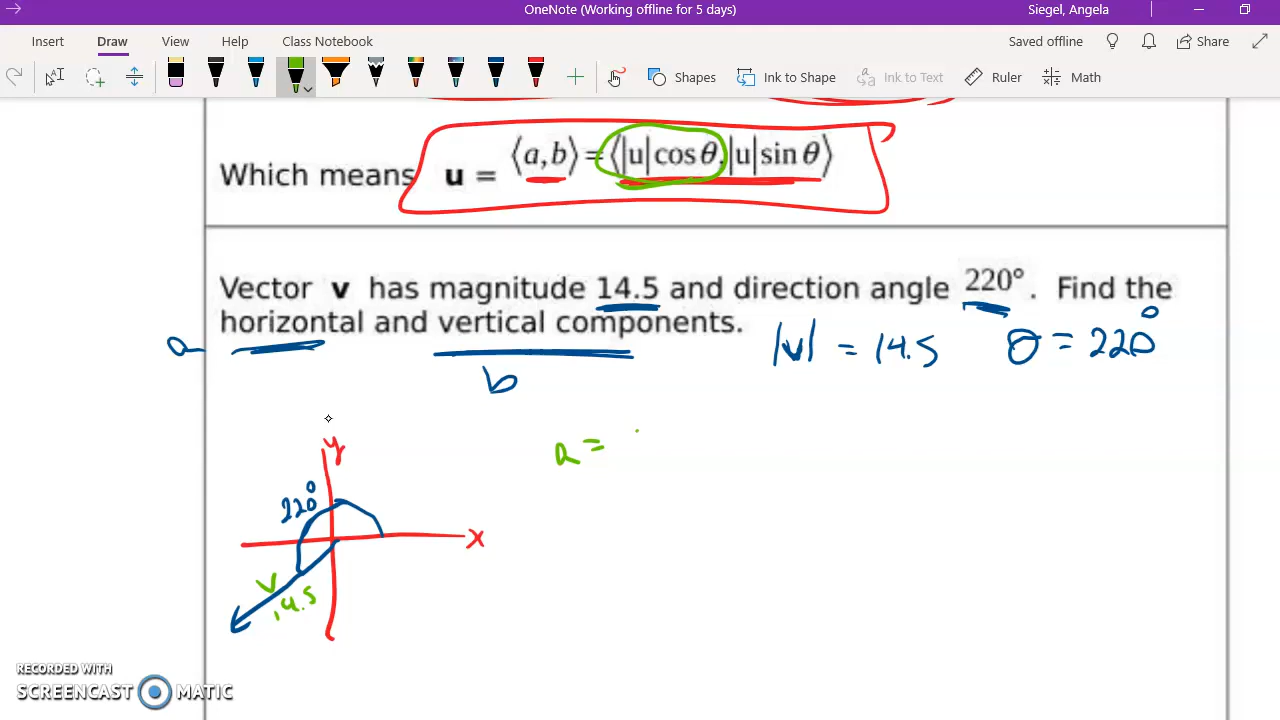 OneNote (Working offline for 5 days)
Siegel, Angela
Insert Draw View Help Class Notebook
Saved offline
Share
Shapes
Ink to Shape
Ink to Text
Ruler
Math
Which means u = ⟨a,b⟩ = ⟨|u|cosθ,|u|sinθ⟩
Vector v has magnitude 14.5 and direction angle 220°. Find the
horizontal and vertical components.
|v| = 14.5 θ = 220°
a
b
a =
y
220°
x
v
14.5
RECORDED WITH
SCREENCAST MATIC